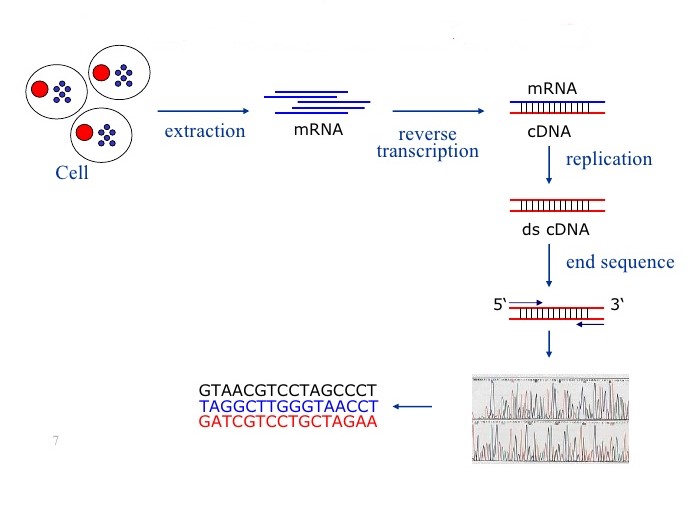 Cell
extraction
mRNA
reverse
transcription
mRNA
cDNA
replication
ds cDNA
end sequence
5‘
3‘
GTAACGTCCTAGCCCT
TAGGCTTGGGTAACCT
GATCGTCCTGCTAGAA
7